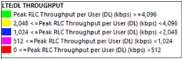 LTE:DL THROUGHPUT
Peak RLC Throughput per User (DL) (kbps) >=4,096
2,048 <=Peak RLC Throughput per User (DL) (kbps) <4,096
1,024 <=Peak RLC Throughput per User (DL) (kbps) <2,048
512 <=Peak RLC Throughput per User (DL) (kbps) <1,024
0 <=Peak RLC Throughput per User (DL) (kbps) <512